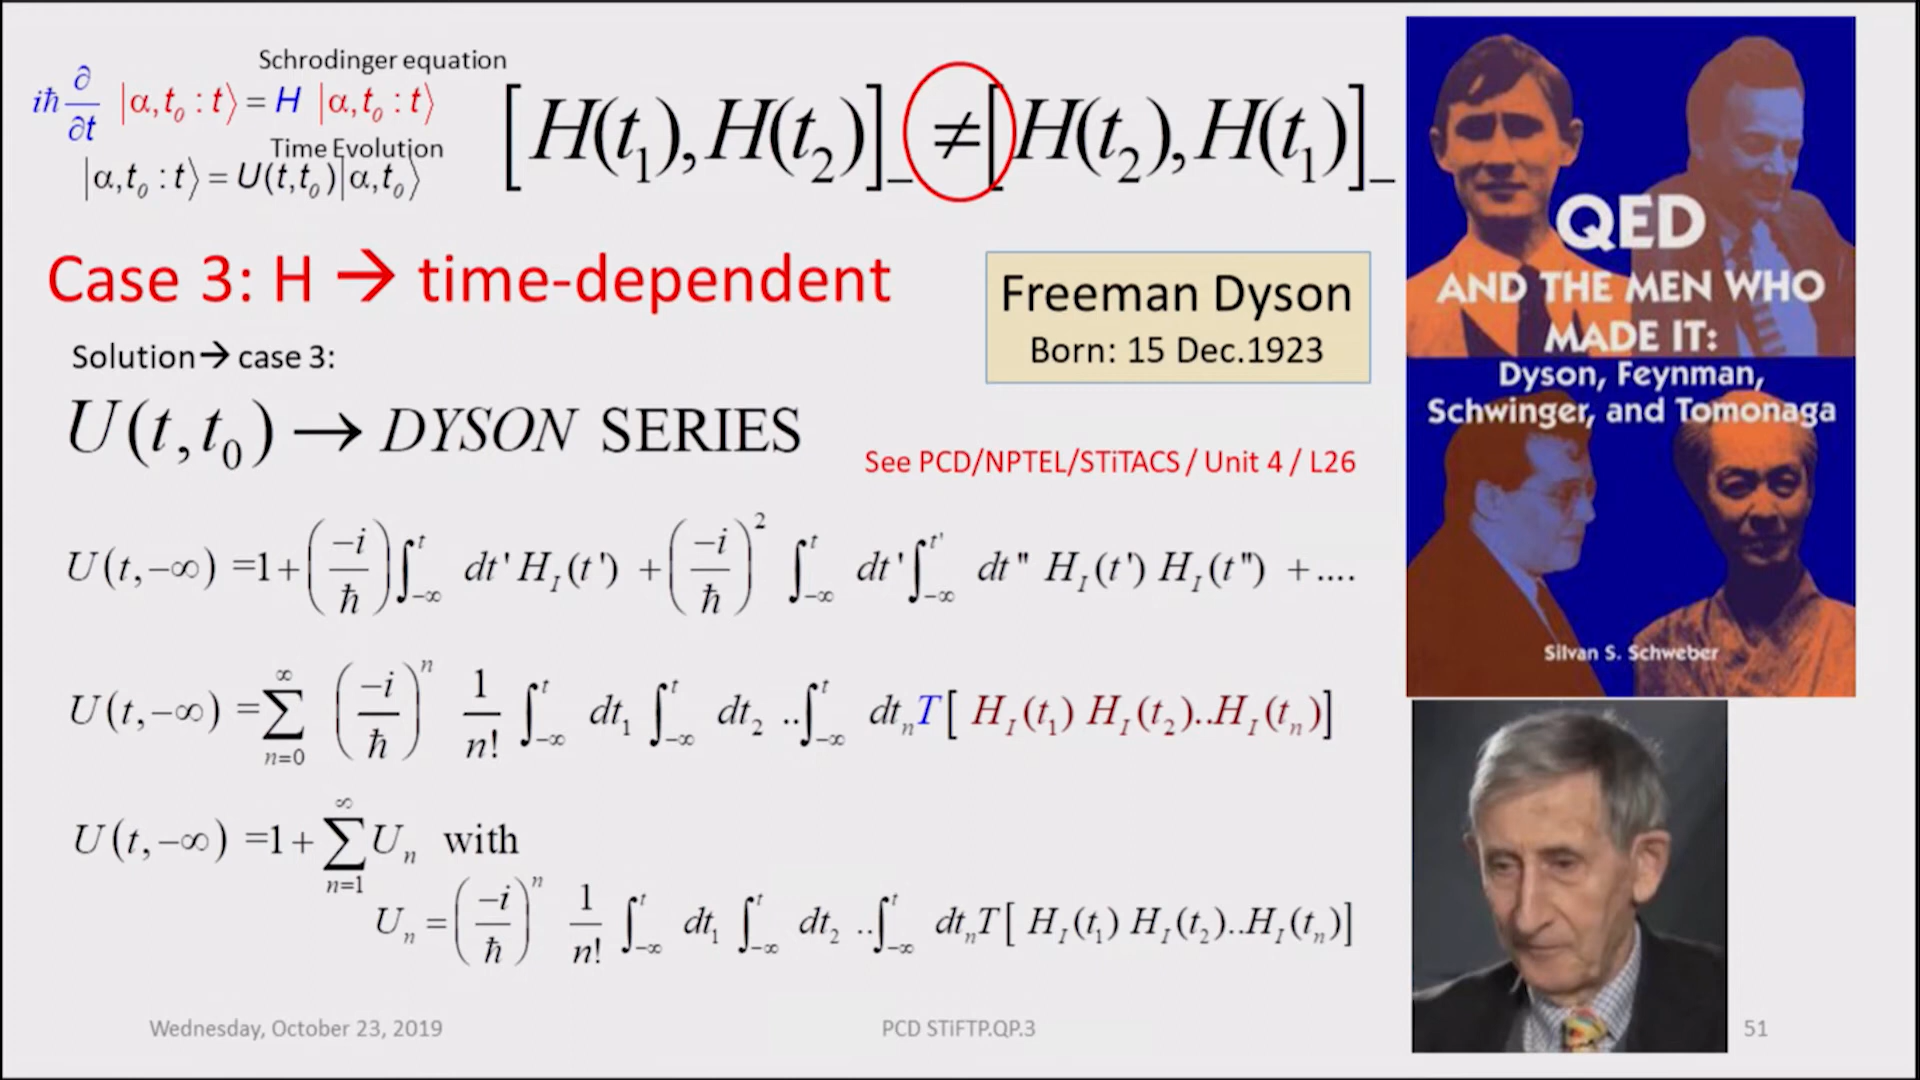 Schrodinger equation
iħ ∂/∂t |α,t₀ : t⟩ = H |α,t₀ : t⟩
Time Evolution
|α,t₀ : t⟩ = U(t,t₀)|α,t₀⟩
[H(t₁),H(t₂)]₋ ≠ [H(t₂),H(t₁)]₋
Case 3: H → time-dependent
Freeman Dyson
Born: 15 Dec.1923
Solution→ case 3:
U(t,t₀) → DYSON SERIES
See PCD/NPTEL/STiTACS / Unit 4 / L26
U(t,−∞) =1+(−i/ħ)∫₋∞ᵗ dt' H_I(t') +(−i/ħ)² ∫₋∞ᵗ dt' ∫₋∞ᵗ' dt" H_I(t') H_I(t") +....
U(t,−∞) =∑ₙ₌₀^∞ (−i/ħ)ⁿ 1/n! ∫₋∞ᵗ dt₁ ∫₋∞ᵗ dt₂ ..∫₋∞ᵗ dtₙT[ H_I(t₁) H_I(t₂)..H_I(tₙ)]
U(t,−∞) =1+∑ₙ₌₁^∞ Uₙ with
Uₙ =(−i/ħ)ⁿ 1/n! ∫₋∞ᵗ dt₁ ∫₋∞ᵗ dt₂ ..∫₋∞ᵗ dtₙT[ H_I(t₁) H_I(t₂)..H_I(tₙ)]
QED
AND THE MEN WHO
MADE IT:
Dyson, Feynman,
Schwinger, and Tomonaga
Silvan S. Schweber
Wednesday, October 23, 2019
PCD STiFTP.QP.3
51